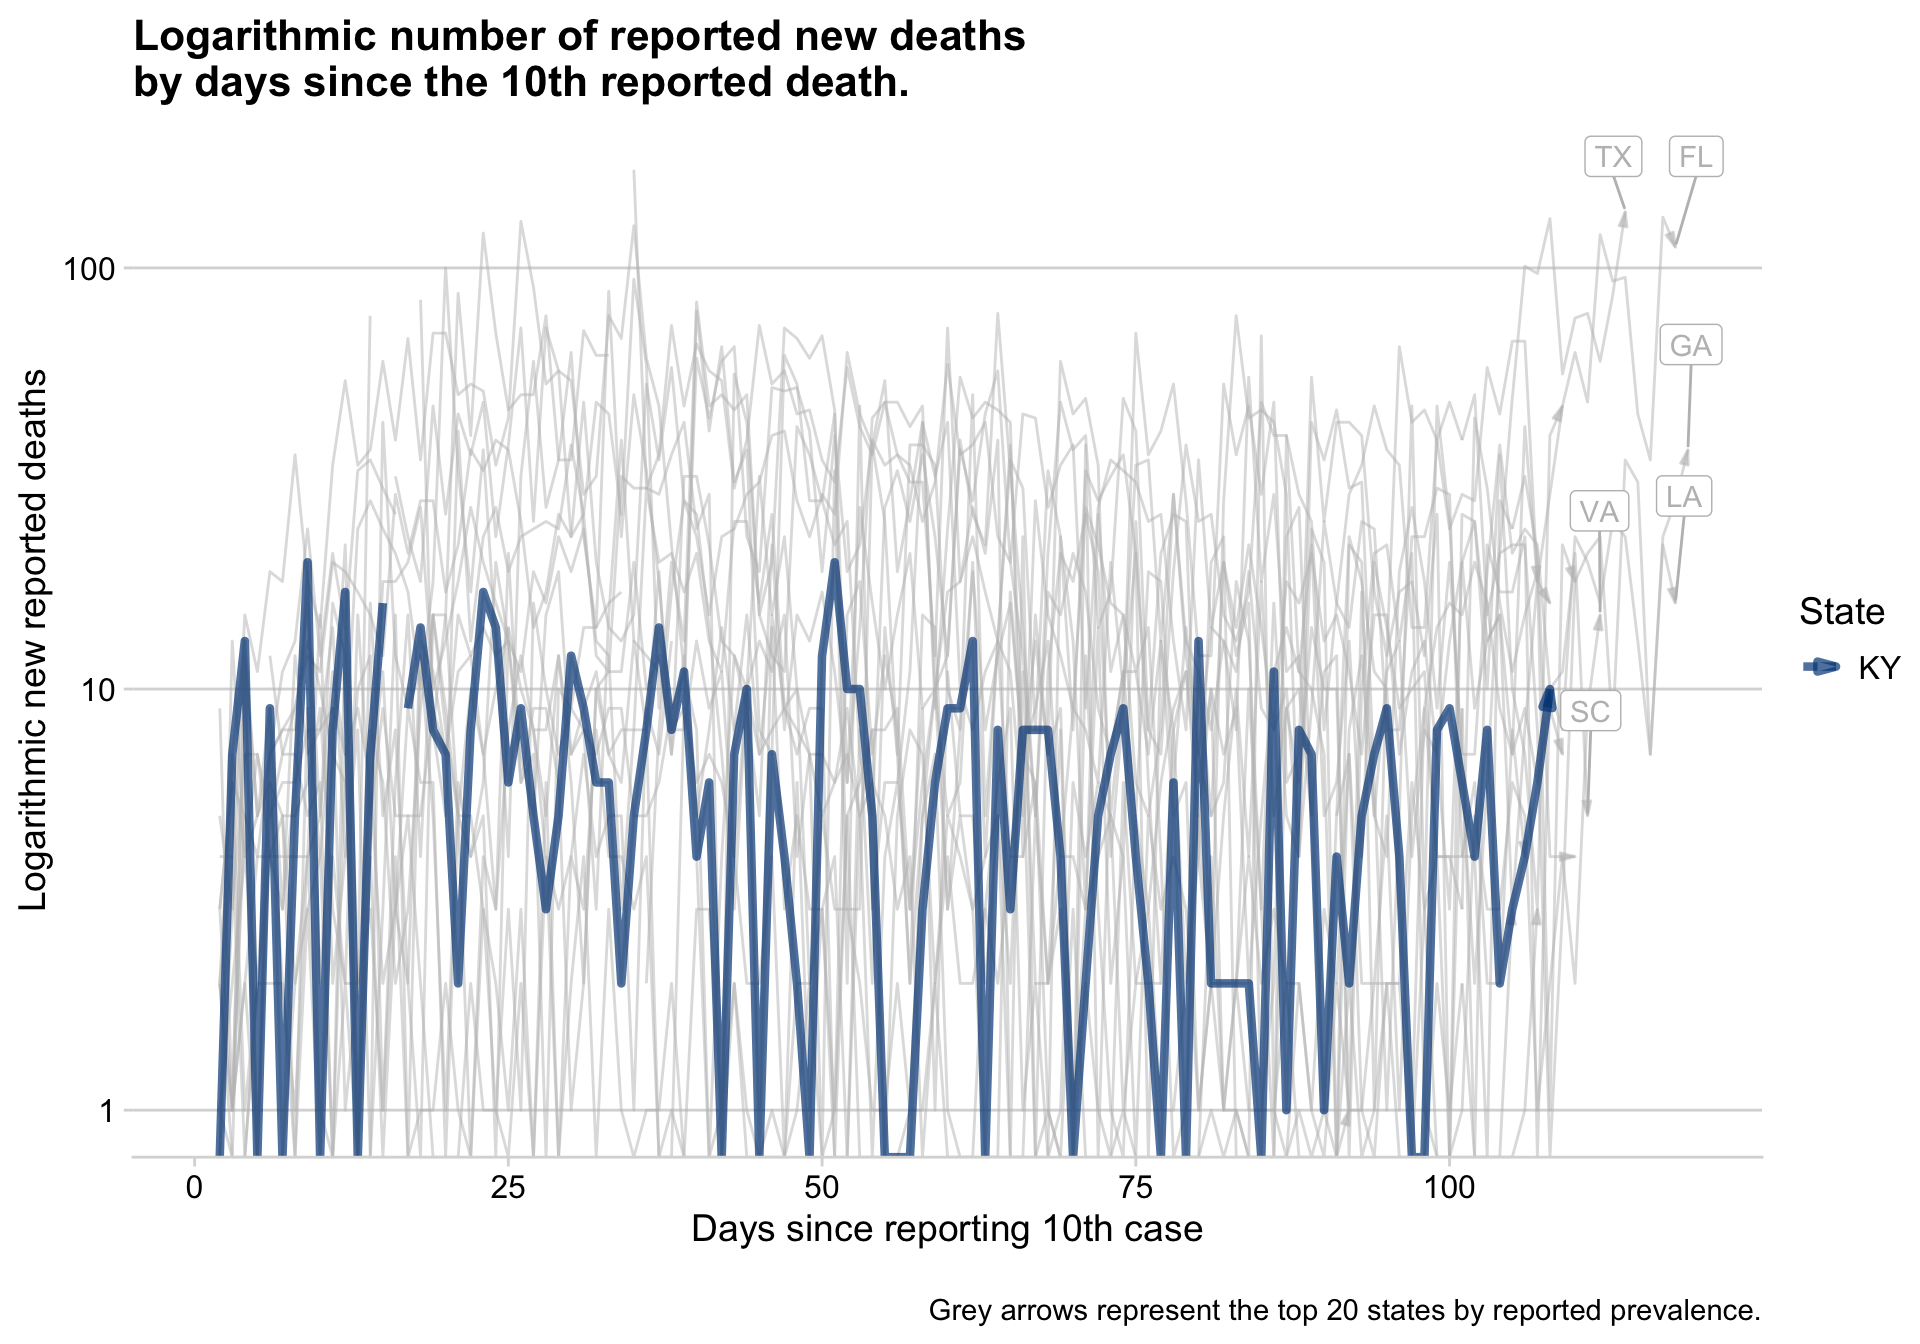 Logarithmic number of reported new deaths
by days since the 10th reported death.
TX
FL
100
GA
LA
VA
Logarithmic new reported deaths
State
KY
10
SC
1
0
25
50
75
100
Days since reporting 10th case
Grey arrows represent the top 20 states by reported prevalence.